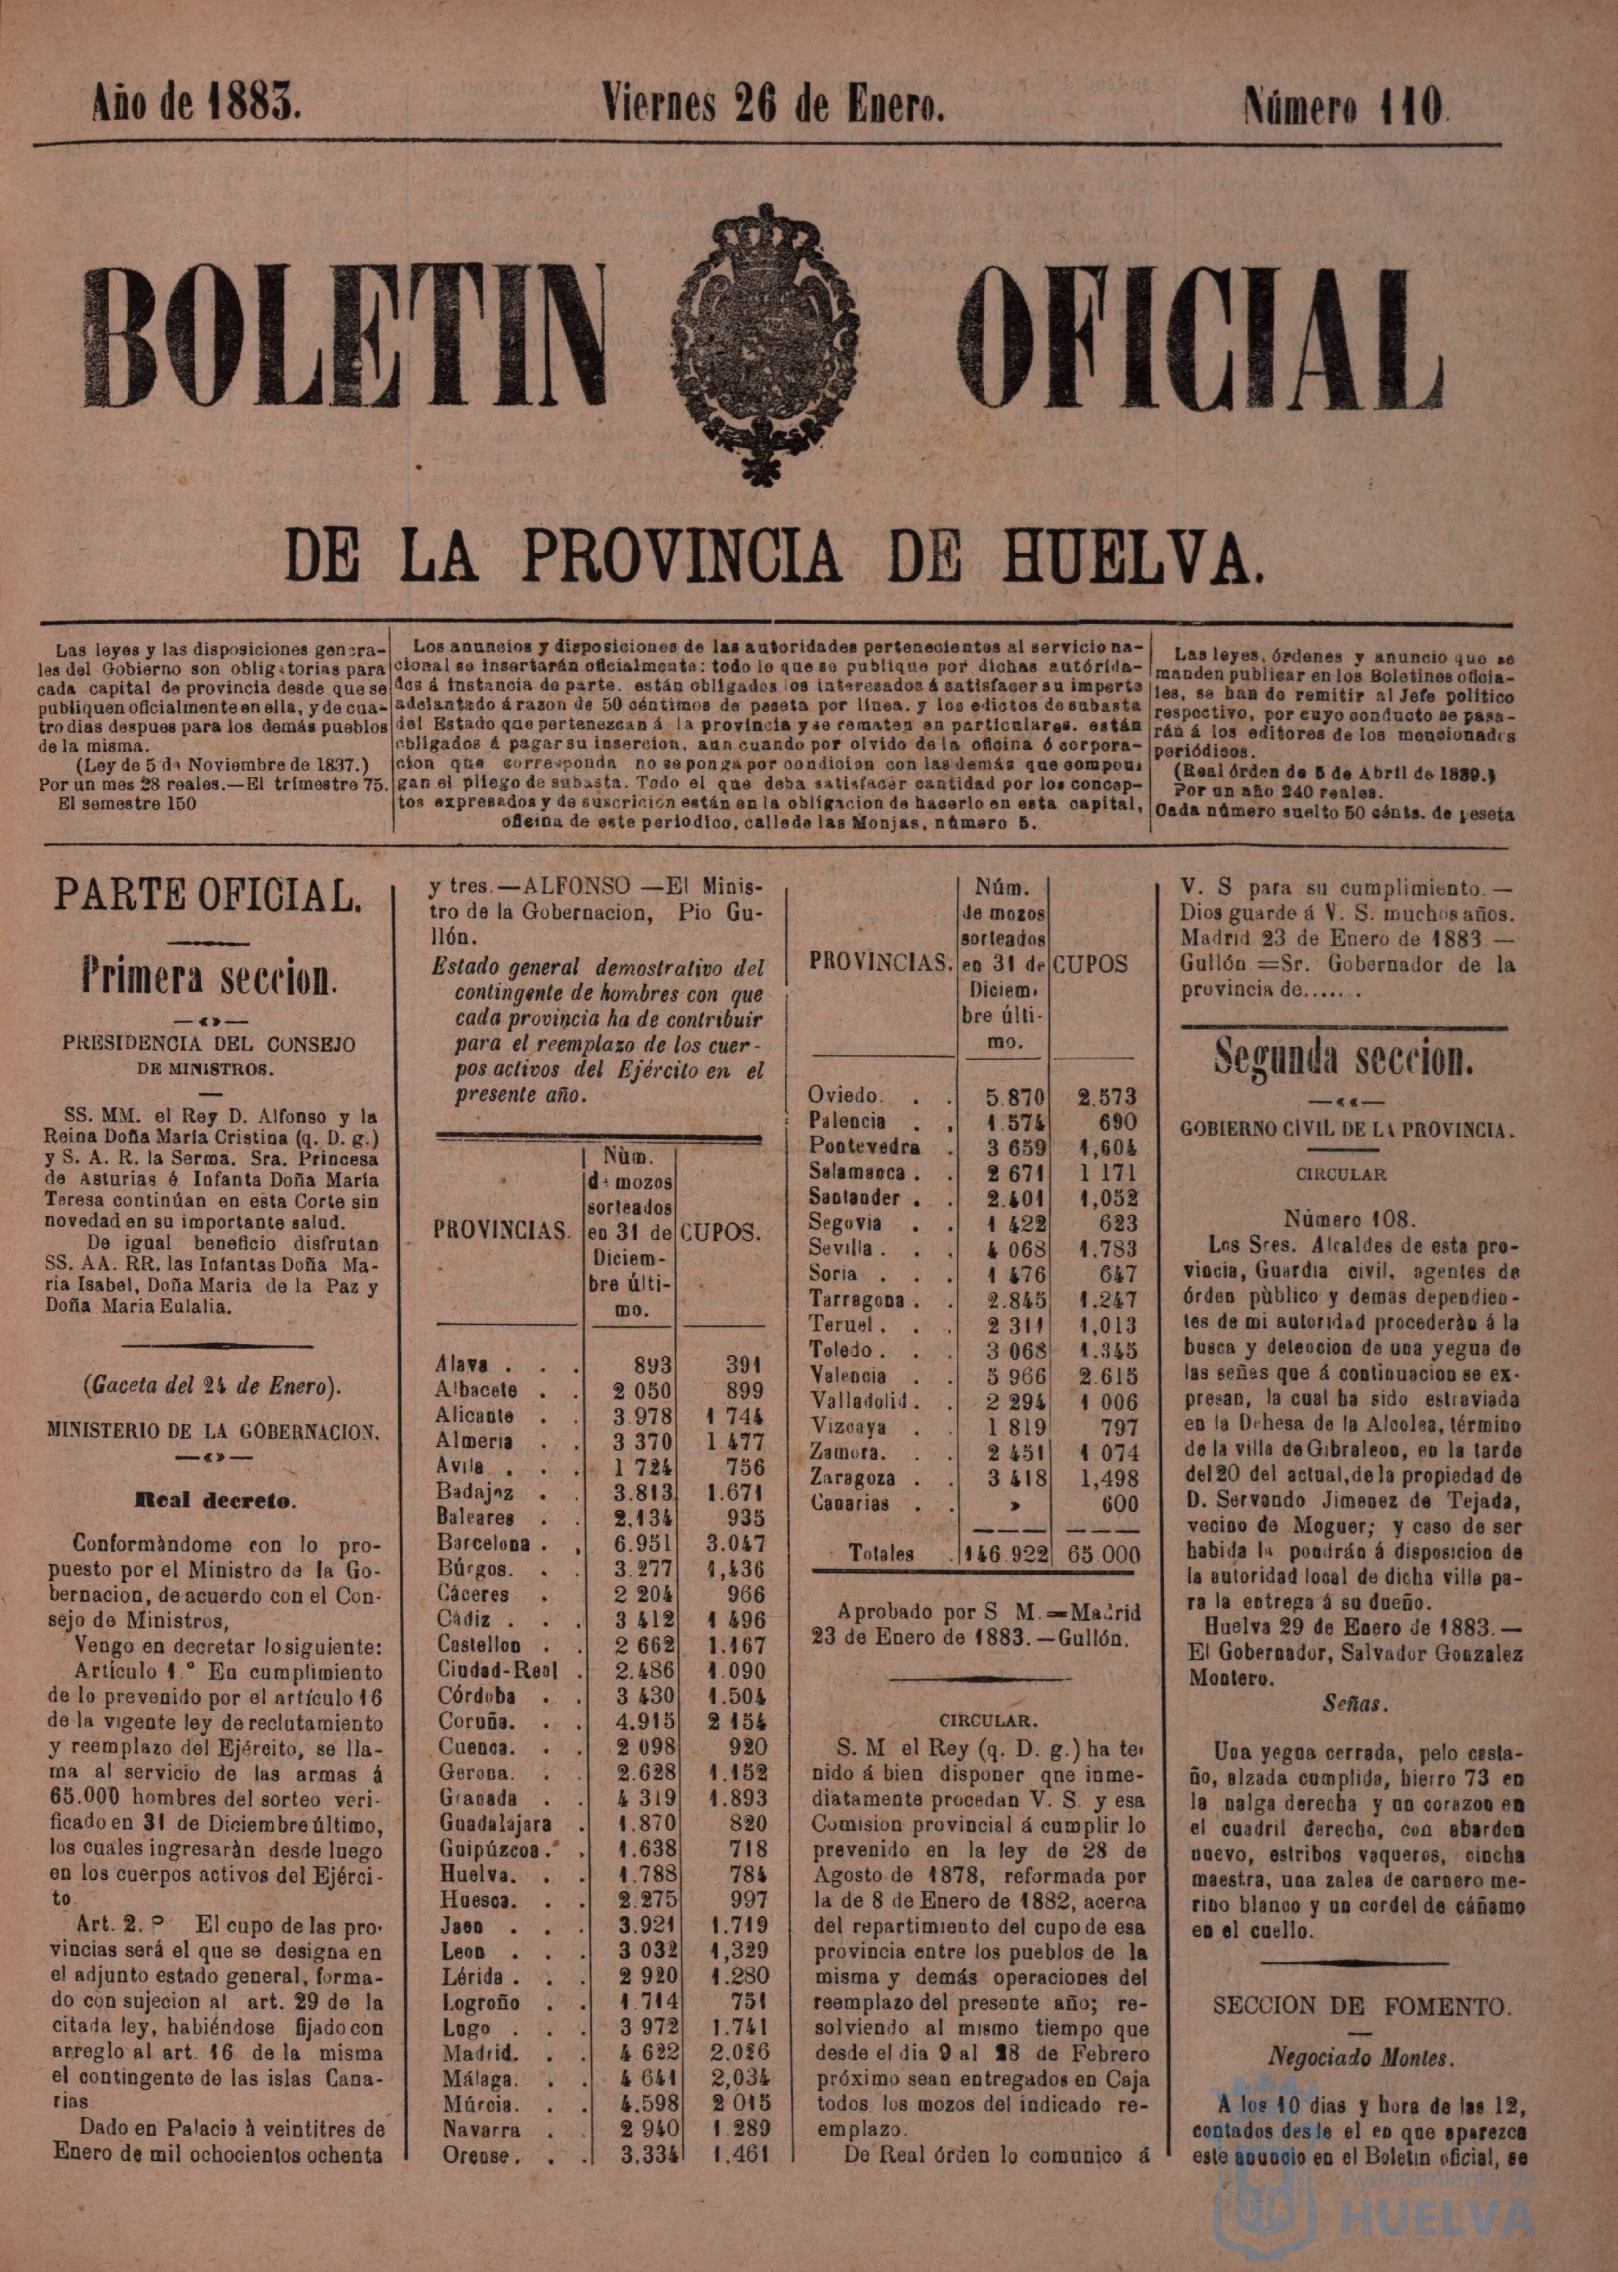 Año de 1883.
Viernes 26 de Enero.
Número 110.
BOLETIN OFICIAL
DE LA PROVINCIA DE HUELVA.
Las leyes y las disposiciones genera-
les del Gobierno son obligatorias para
cada capital de provincia desde que se
publiquen oficialmente en ella, y de cua-
tro dias despues para los demás pueblos
de la misma.
(Ley de 5 de Noviembre de 1837.)
Por un mes 28 reales.—El trimestre 75.
El semestre 150
Los anuncios y disposiciones de las autoridades pertenecientes al servicio na-
cional se insertarán oficialmente: todo lo que se publique por dichas autórida-
des á instancia de parte. están obligados los interesados á satisfacer su importe
adelantado á razon de 50 céntimos de peseta por línea. y los edictos de subasta
del Estado que pertenezcan á la provincia y se rematen en particulares. están
obligados á pagar su insercion, aun cuando por olvido de la oficina ó corpora-
cion que corresponda no se ponga por condicion con las demás que compon
gan el pliego de subasta. Todo el que deba satisfacer cantidad por los concep-
tos expresados y de suscrición están en la obligacion de hacerlo en esta capital,
oficina de este periodico, calle de las Monjas, número 5.
Las leyes, órdenes y anuncio que se
manden publicar en los Boletines oficia-
les, se han de remitir al Jefe politico
respectivo, por cuyo conducto se pasa-
rán á los editores de los mencionados
periódicos.
(Real órden de 5 de Abril de 1839.)
Por un año 240 reales.
Cada número suelto 50 cénts. de peseta
PARTE OFICIAL.
Primera seccion.
PRESIDENCIA DEL CONSEJO
DE MINISTROS.
SS. MM. el Rey D. Alfonso y la
Reina Doña María Cristina (q. D. g.)
y S. A. R. la Serma. Sra. Princesa
de Asturias é Infanta Doña María
Teresa continúan en esta Corte sin
novedad en su importante salud.
De igual beneficio disfrutan
SS. AA. RR. las Infantas Doña Ma-
ria Isabel, Doña Maria de la Paz y
Doña Maria Eulalia.
(Gaceta del 24 de Enero).
MINISTERIO DE LA GOBERNACION.
Real decreto.
Conformàndome con lo pro-
puesto por el Ministro de la Go-
bernacion, de acuerdo con el Con-
sejo de Ministros,
Vengo en decretar lo siguiente:
Artículo 1.° En cumplimiento
de lo prevenido por el artículo 16
de la vigente ley de reclutamiento
y reemplazo del Ejército, se lla-
ma al servicio de las armas á
65.000 hombres del sorteo veri-
ficado en 31 de Diciembre último,
los cuales ingresaràn desde luego
en los cuerpos activos del Ejérci-
to.
Art. 2.° El cupo de las pro-
vincias será el que se designa en
el adjunto estado general, forma-
do con sujecion al art. 29 de la
citada ley, habiéndose fijado con
arreglo al art. 16 de la misma
el contingente de las islas Cana-
rias
Dado en Palacio à veintitres de
Enero de mil ochocientos ochenta
y tres.—ALFONSO—El Minis-
tro de la Gobernacion, Pio Gu-
llón.
Estado general demostrativo del
contingente de hombres con que
cada provincia ha de contribuir
para el reemplazo de los cuer-
pos activos del Ejército en el
presente año.
PROVINCIAS. Núm. de mozos sorteados en 31 de Diciem-bre últi-mo. CUPOS.
Alava . . . 893 391
Albacete . . 2 050 899
Alicante . . 3.978 1 744
Almeria . . 3 370 1.477
Avila . . . 1 724 756
Badajoz . . 3.813 1.671
Baleares . . 2,134 935
Barcelona . , 6.951 3.047
Búrgos. . . 3.277 1,436
Cáceres . 2 204 966
Cádiz . . . 3 412 1 496
Castellon . . 2 662 1.167
Ciudad-Real . 2.486 1.090
Córdoba . . 3 430 1.504
Coruña. . . 4.915 2 154
Cuenca. . . 2 098 920
Gerona. . . 2.628 1.152
Granada . . 4 319 1.893
Guadalajara . 1.870 820
Guipúzcoa. . 1.638 718
Huelva. . . 1.788 784
Huesca. . . 2.275 997
Jaen . . . 3.921 1.719
Leon . . . 3 032 1,329
Lérida . . . 2 920 1.280
Logroño . . 1.714 751
Lugo . . . 3 972 1.741
Madrid. . . 4 622 2.026
Málaga. . . 4 641 2,034
Múrcia. . . 4.598 2 015
Navarra . . 2 940 1.289
Orense. . . 3,334 1,461
PROVINCIAS. Núm. de mozos sorteados en 31 de Diciem. bre últi-mo. CUPOS
Oviedo. . . 5.870 2.573
Palencia . , 1.574 690
Pontevedra . 3 659 1,604
Salamanca . . 2 671 1 171
Santander . . 2.401 1,052
Segovia . . 1 422 623
Sevilla . . . 4 068 1.783
Soria . . . 1 476 647
Tarragona . . 2.845 1.247
Teruel. . . 2 311 1,013
Toledo . . . 3 068 1.345
Valencia . . 5 966 2.615
Valladolid. . 2 294 1 006
Vizcaya . . 1 819 797
Zamora. . . 2 451 1 074
Zaragoza . . 3 418 1,498
Canarias . . » 600
Totales . 146.922 65.000
Aprobado por S M.=Madrid
23 de Enero de 1883.—Gullón.
CIRCULAR.
S. M el Rey (q. D. g.) ha te-
nido á bien disponer que inme-
diatamente procedan V. S. y esa
Comision provincial á cumplir lo
prevenido en la ley de 28 de
Agosto de 1878, reformada por
la de 8 de Enero de 1882, acerca
del repartimiento del cupo de esa
provincia entre los pueblos de la
misma y demás operaciones del
reemplazo del presente año; re-
solviendo al mismo tiempo que
desde el dia 9 al 28 de Febrero
próximo sean entregados en Caja
todos los mozos del indicado re-
emplazo.
De Real órden lo comunico á
V. S para su cumplimiento.—
Dios guarde á V. S. muchos años.
Madrid 23 de Enero de 1883.—
Gullón.=Sr. Gobernador de la
provincia de.......
Segunda seccion.
GOBIERNO CIVIL DE LA PROVINCIA.
CIRCULAR
Número 108.
Los Sres. Alcaldes de esta pro-
vincia, Guardia civil, agentes de
órden pùblico y demás dependien-
tes de mi autoridad procederán á la
busca y detencion de una yegua de
las señas que á continuacion se ex-
presan, la cual ha sido estraviada
en la Dehesa de la Alcolea, término
de la villa de Gibraleon, en la tarde
del 20 del actual, de la propiedad de
D. Servando Jimenez de Tejada,
vecino de Moguer; y caso de ser
habida la pondrán á disposicion de
la autoridad local de dicha villa pa-
ra la entrega á su dueño.
Huelva 29 de Enero de 1883.—
El Gobernador, Salvador Gonzalez
Montero.
Señas.
Una yegua cerrada, pelo casta-
ño, alzada cumplida, hierro 73 en
la nalga derecha y un corazon en
el cuadril derecho, con abardon
nuevo, estribos vaqueros, cincha
maestra, una zalea de carnero me-
rino blanco y un cordel de cáñamo
en el cuello.
SECCION DE FOMENTO.
Negociado Montes.
A los 10 dias y hora de las 12,
contados desde el en que aparezca
este anuncio en el Boletin oficial, se
Ayuntamiento de
HUELVA